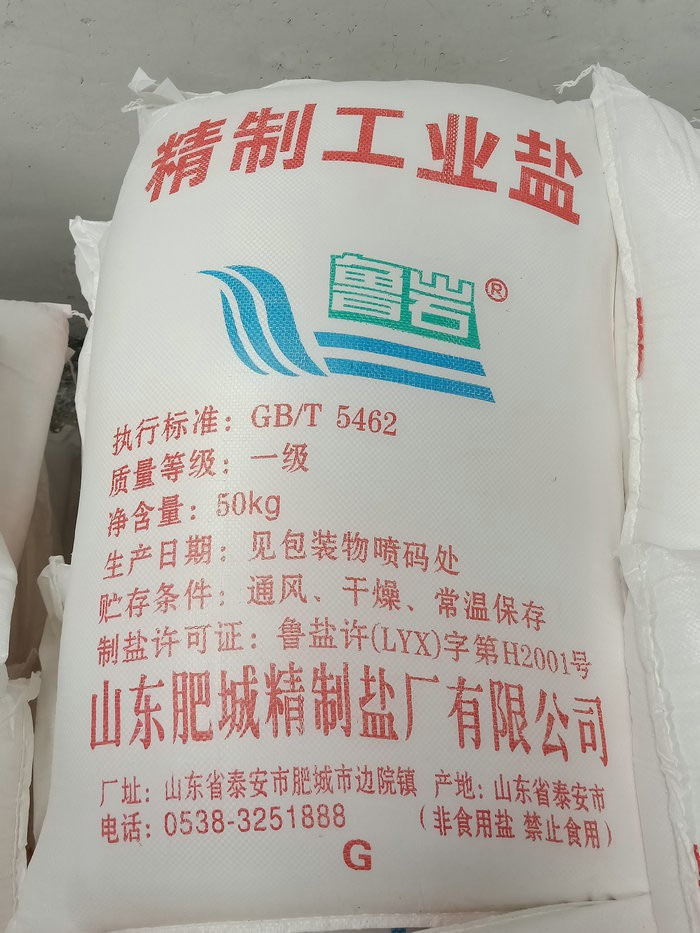 精制工业盐
鲁岩®
执行标准：GB/T 5462
质量等级：一级
净含量：50kg
生产日期：见包装物喷码处
贮存条件：通风、干燥、常温保存
制盐许可证：鲁盐许(LYX)字第H2001号
山东肥城精制盐厂有限公司
厂址：山东省泰安市肥城市边院镇 产地：山东省泰安市
电话：0538-3251888 （非食用盐 禁止食用）
G